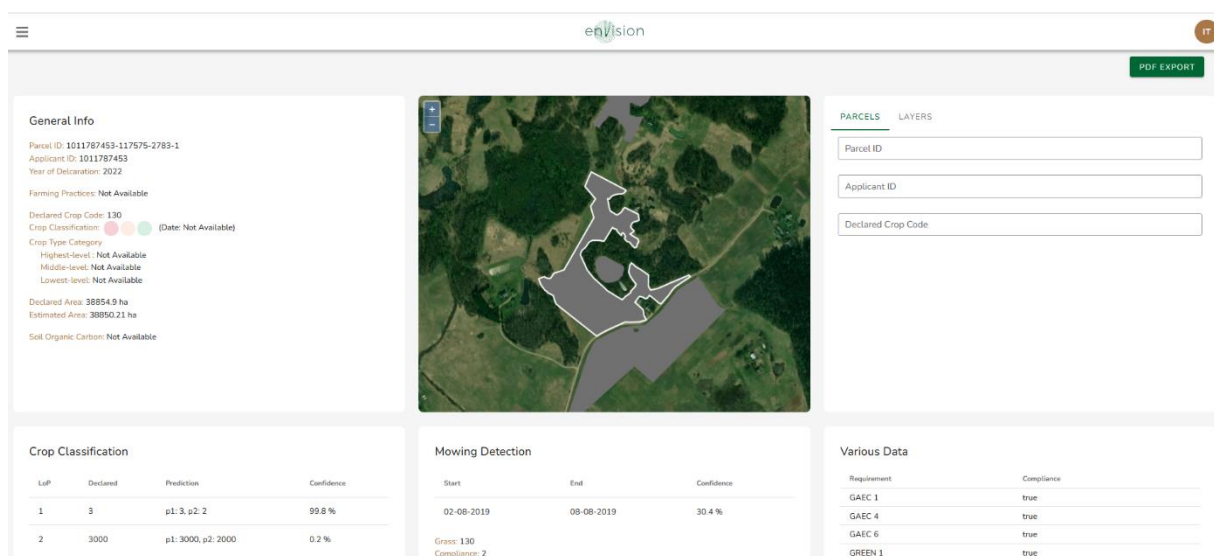 envision
IT
PDF EXPORT
General Info
Parcel ID: 1011787453-117575-2783-1
Applicant ID: 1011787453
Year of Delcaration: 2022
Farming Practices: Not Available
Declared Crop Code: 130
Crop Classification: (Date: Not Available)
Crop Type Category
Highest-level : Not Available
Middle-level: Not Available
Lowest-level: Not Available
Declared Area: 38854.9 ha
Estimated Area: 38850.21 ha
Soil Organic Carbon: Not Available
+
−
PARCELS LAYERS
Parcel ID
Applicant ID
Declared Crop Code
Crop Classification
LoP Declared Prediction Confidence
1 3 p1: 3, p2: 2 99.8 %
2 3000 p1: 3000, p2: 2000 0.2 %
Mowing Detection
Start End Confidence
02-08-2019 08-08-2019 30.4 %
Grass: 130
Compliance: 2
Various Data
Requirement Compliance
GAEC 1 true
GAEC 4 true
GAEC 6 true
GREEN 1 true